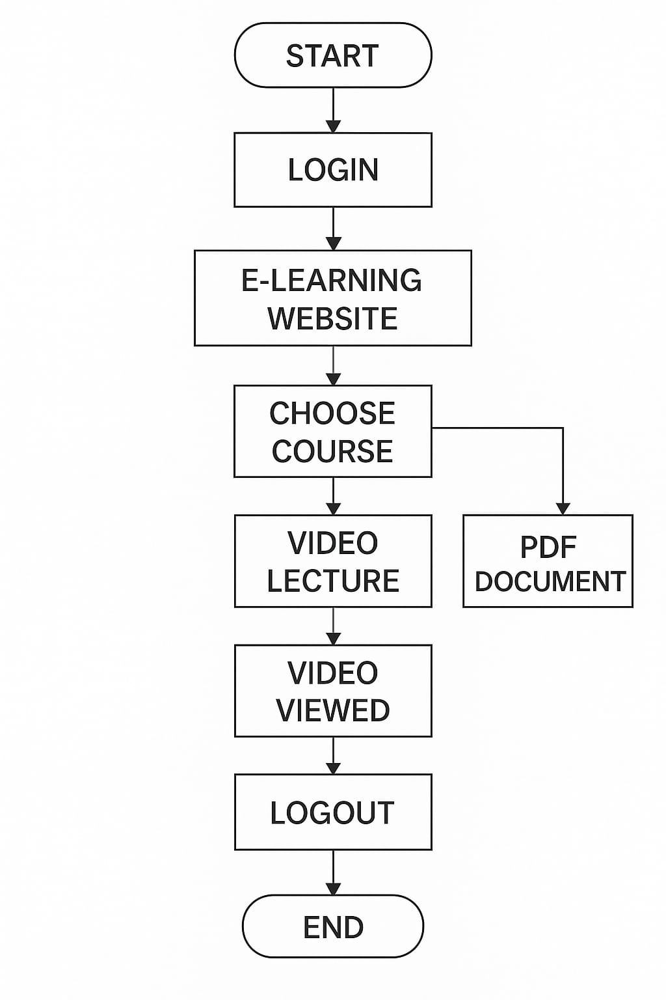 START
LOGIN
E-LEARNING
WEBSITE
CHOOSE
COURSE
VIDEO
LECTURE
PDF
DOCUMENT
VIDEO
VIEWED
LOGOUT
END